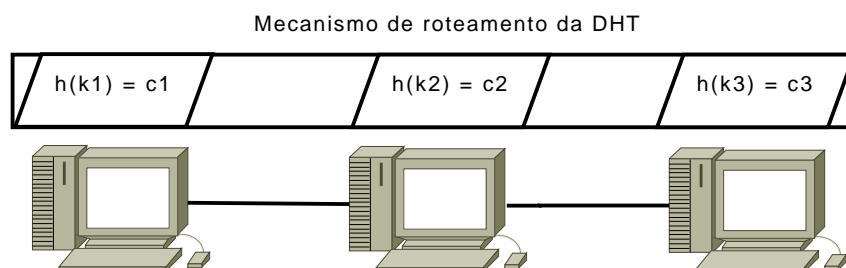 Mecanismo de roteamento da DHT
h(k1) = c1 h(k2) = c2 h(k3) = c3